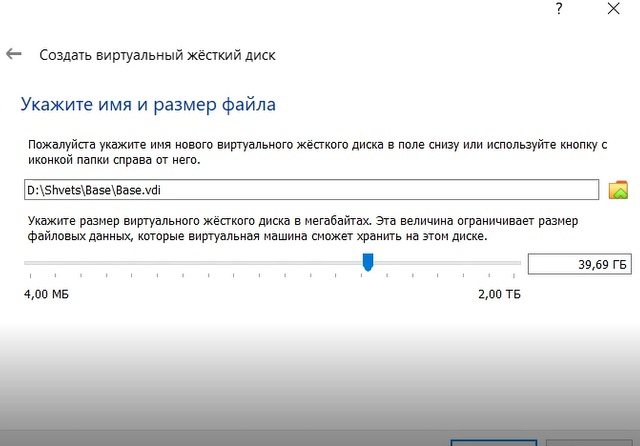 ?
Создать виртуальный жёсткий диск
Укажите имя и размер файла
Пожалуйста укажите имя нового виртуального жёсткого диска в поле снизу или используйте кнопку с
иконкой папки справа от него.
D:\Shvets\Base\Base.vdi
Укажите размер виртуального жёсткого диска в мегабайтах. Эта величина ограничивает размер
файловых данных, которые виртуальная машина сможет хранить на этом диске.
39,69 ГБ
4,00 МБ 2,00 ТБ